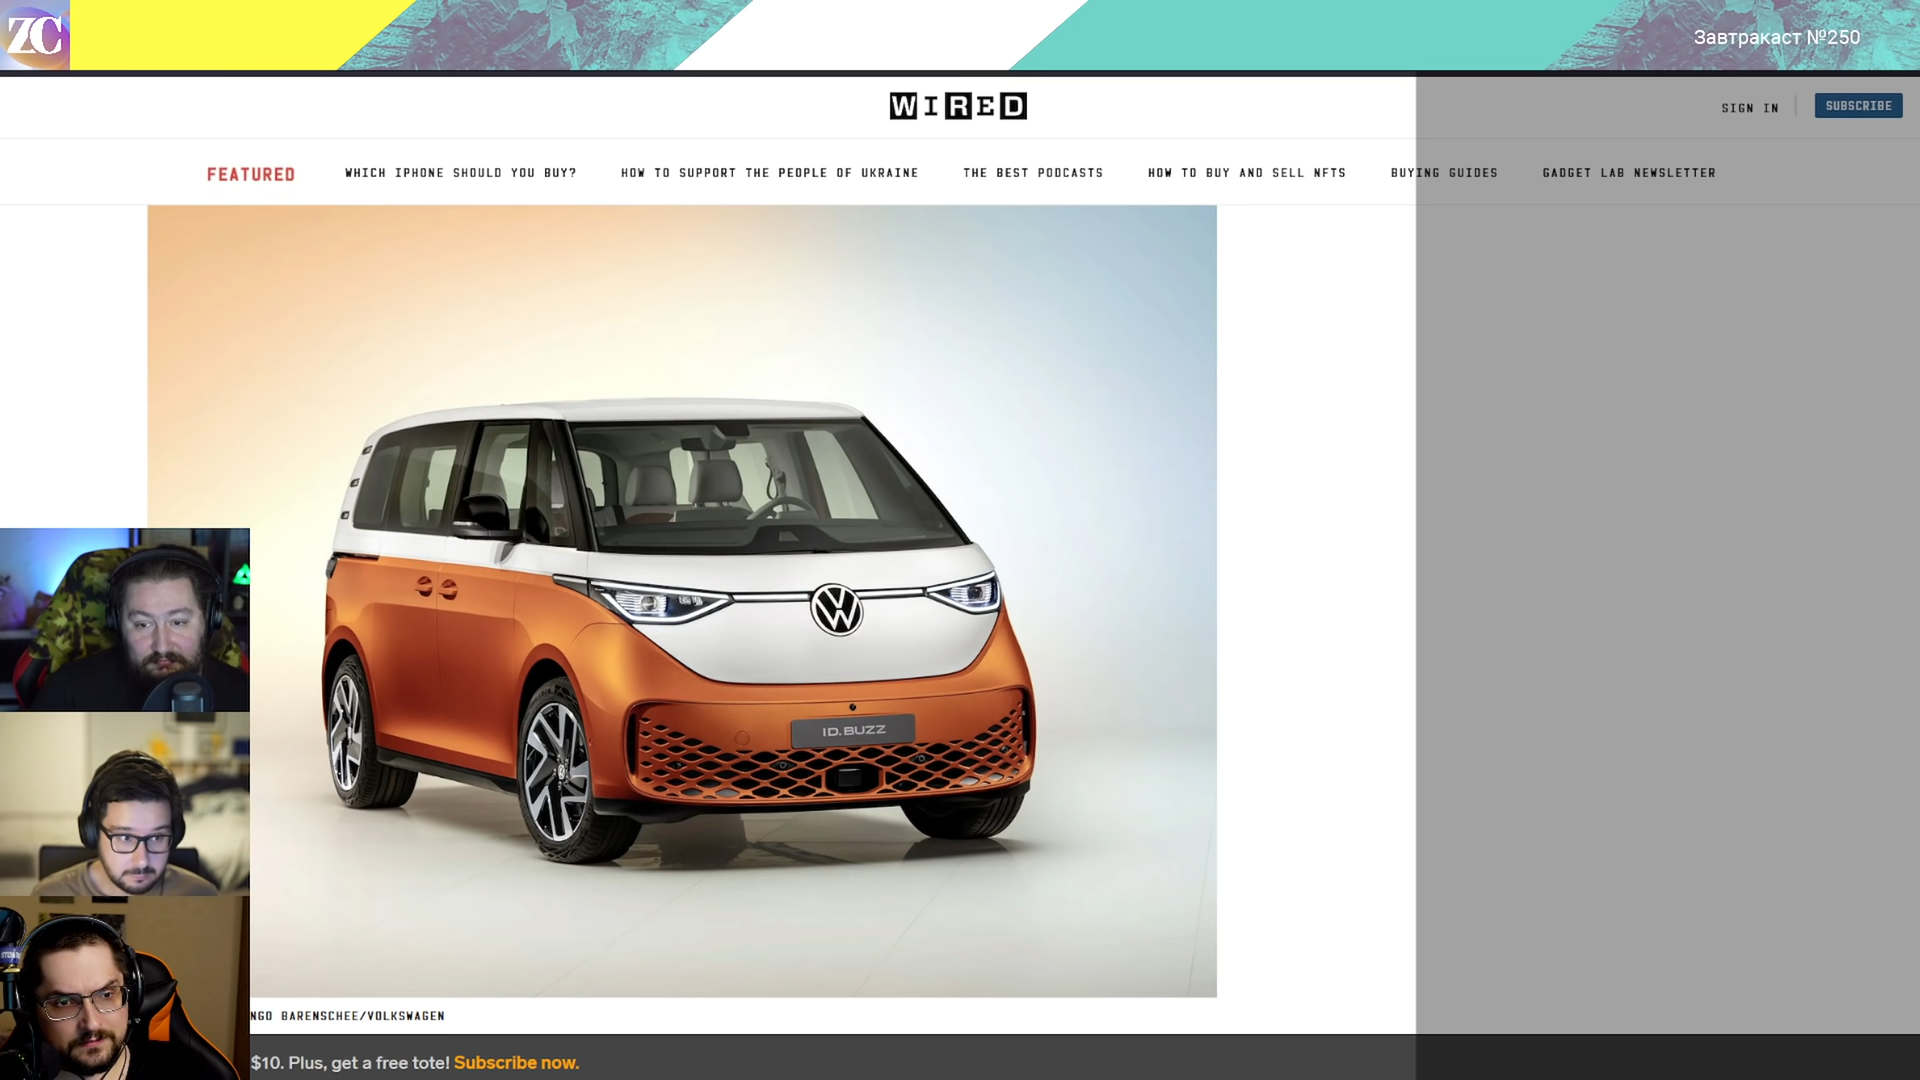 ZC
Завтракаст №250
WIRED
SIGN IN
SUBSCRIBE
FEATURED
WHICH IPHONE SHOULD YOU BUY?
HOW TO SUPPORT THE PEOPLE OF UKRAINE
THE BEST PODCASTS
HOW TO BUY AND SELL NFTS
BUYING GUIDES
GADGET LAB NEWSLETTER
ID. BUZZ
NGO BARENSCHEE/VOLKSWAGEN
$10. Plus, get a free tote! Subscribe now.